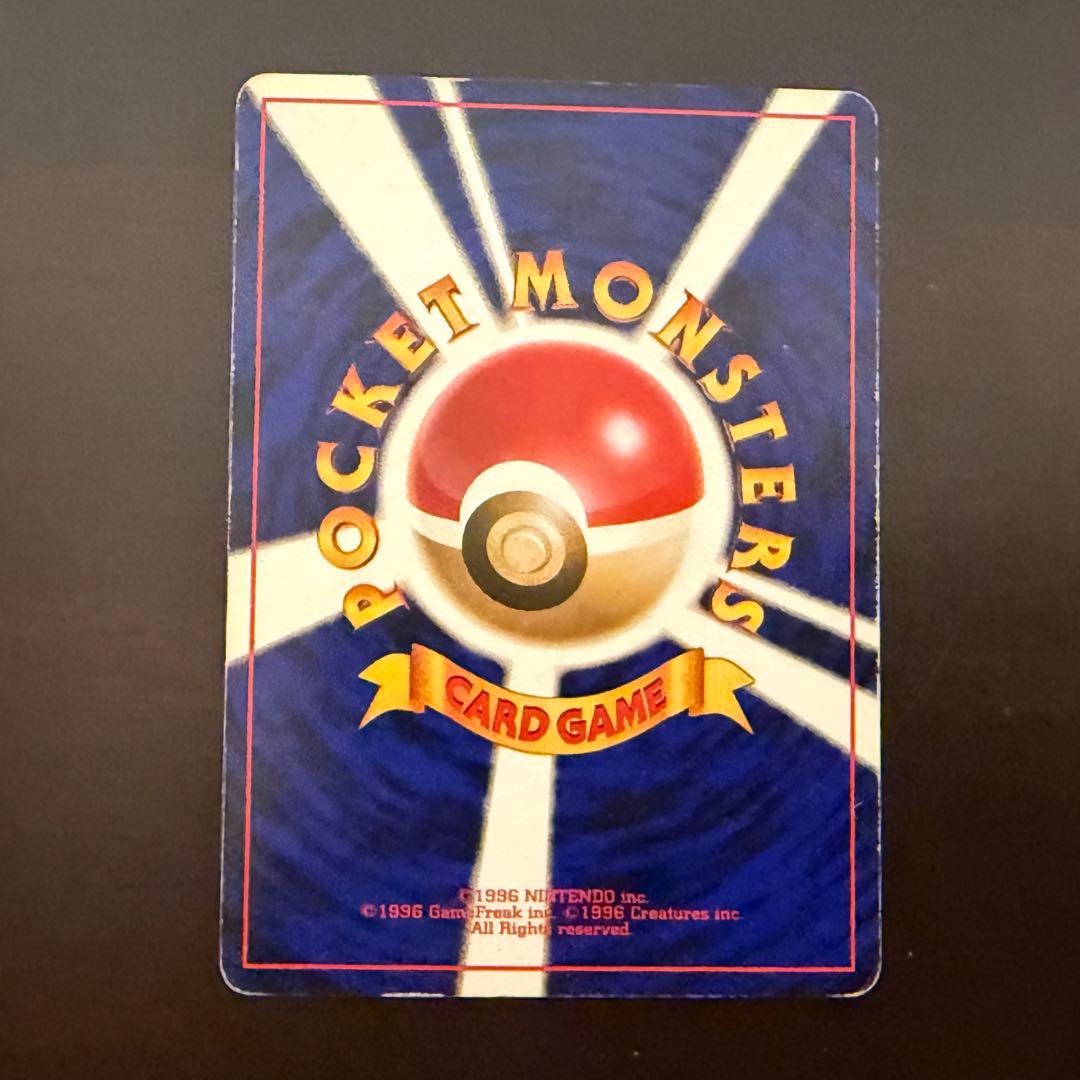 POCKET MONSTERS
CARD GAME
©1996 NINTENDO inc.
©1996 Game Freak inc. ©1996 Creatures inc.
All Rights reserved.